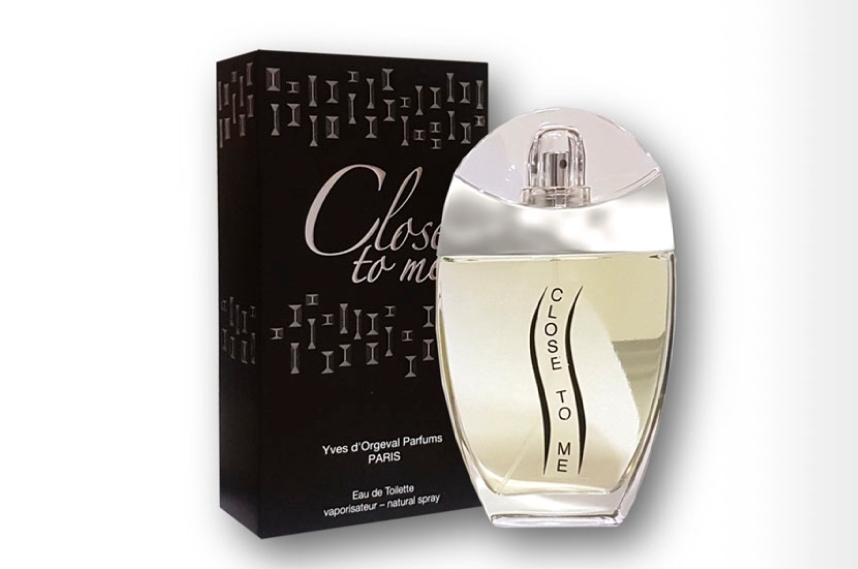 Close
to me
Yves d'Orgeval Parfums
PARIS
Eau de Toilette
vaporisateur – natural spray
CLOSE TO ME